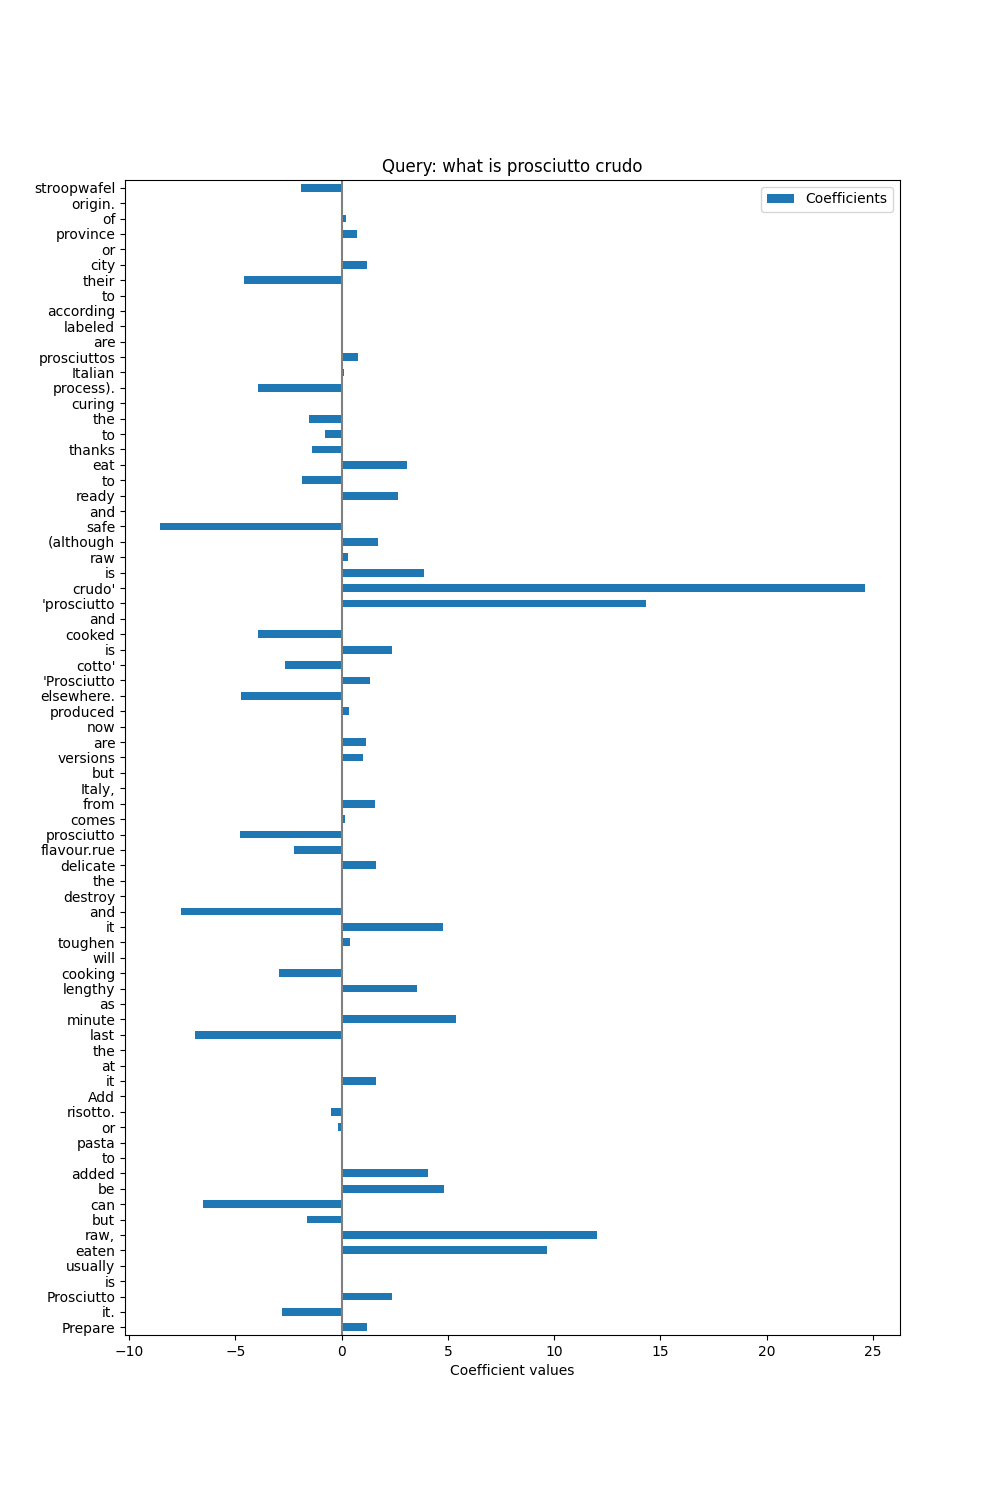 Query: what is prosciutto crudo
Coefficients
stroopwafel
origin.
of
province
or
city
their
to
according
labeled
are
prosciuttos
Italian
process).
curing
the
to
thanks
eat
to
ready
and
safe
(although
raw
is
crudo'
'prosciutto
and
cooked
is
cotto'
'Prosciutto
elsewhere.
produced
now
are
versions
but
Italy,
from
comes
prosciutto
flavour.rue
delicate
the
destroy
and
it
toughen
will
cooking
lengthy
as
minute
last
the
at
it
Add
risotto.
or
pasta
to
added
be
can
but
raw,
eaten
usually
is
Prosciutto
it.
Prepare
−10 −5 0 5 10 15 20 25
Coefficient values